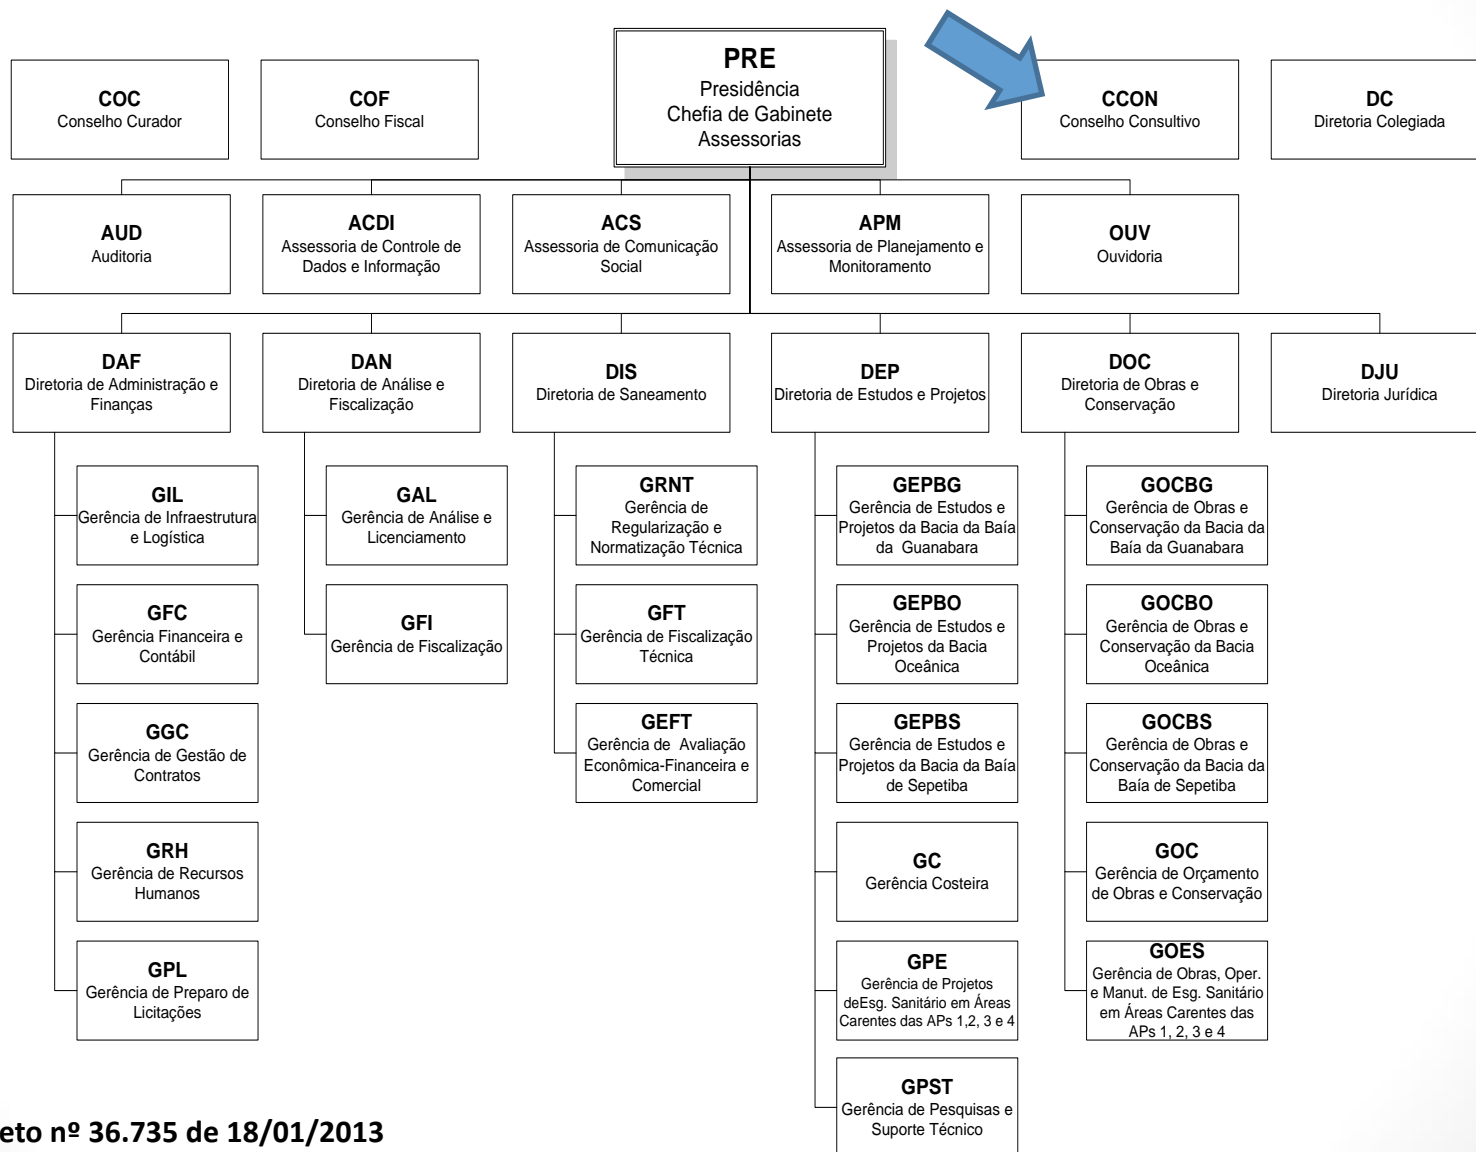 PRE
Presidência
Chefia de Gabinete
Assessorias
COC
Conselho Curador
COF
Conselho Fiscal
CCON
Conselho Consultivo
DC
Diretoria Colegiada
AUD
Auditoria
ACDI
Assessoria de Controle de
Dados e Informação
ACS
Assessoria de Comunicação
Social
APM
Assessoria de Planejamento e
Monitoramento
OUV
Ouvidoria
DAF
Diretoria de Administração e
Finanças
DAN
Diretoria de Análise e
Fiscalização
DIS
Diretoria de Saneamento
DEP
Diretoria de Estudos e Projetos
DOC
Diretoria de Obras e
Conservação
DJU
Diretoria Jurídica
GIL
Gerência de Infraestrutura
e Logística
GFC
Gerência Financeira e
Contábil
GGC
Gerência de Gestão de
Contratos
GRH
Gerência de Recursos
Humanos
GPL
Gerência de Preparo de
Licitações
GAL
Gerência de Análise e
Licenciamento
GFI
Gerência de Fiscalização
GRNT
Gerência de
Regularização e
Normatização Técnica
GFT
Gerência de Fiscalização
Técnica
GEFT
Gerência de Avaliação
Econômica-Financeira e
Comercial
GEPBG
Gerência de Estudos e
Projetos da Bacia da Baía
da Guanabara
GEPBO
Gerência de Estudos e
Projetos da Bacia
Oceânica
GEPBS
Gerência de Estudos e
Projetos da Bacia da Baía
de Sepetiba
GC
Gerência Costeira
GPE
Gerência de Projetos
deEsg. Sanitário em Áreas
Carentes das APs 1,2, 3 e 4
GPST
Gerência de Pesquisas e
Suporte Técnico
GOCBG
Gerência de Obras e
Conservação da Bacia da
Baía da Guanabara
GOCBO
Gerência de Obras e
Conservação da Bacia
Oceânica
GOCBS
Gerência de Obras e
Conservação da Bacia da
Baía de Sepetiba
GOC
Gerência de Orçamento
de Obras e Conservação
GOES
Gerência de Obras, Oper.
e Manut. de Esg. Sanitário
em Áreas Carentes das
APs 1, 2, 3 e 4
eto nº 36.735 de 18/01/2013